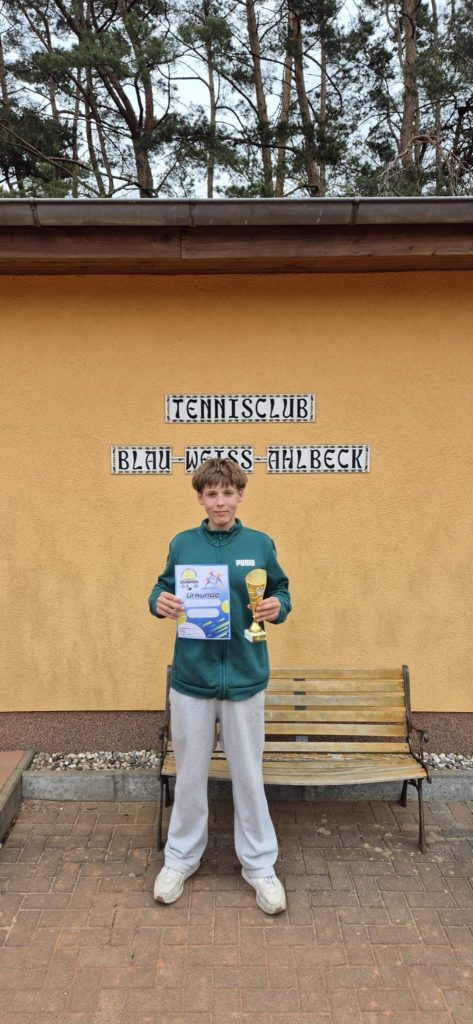 TENNISCLUB
BLAU-WEISS-AHLBECK
PUMA
Urkunde